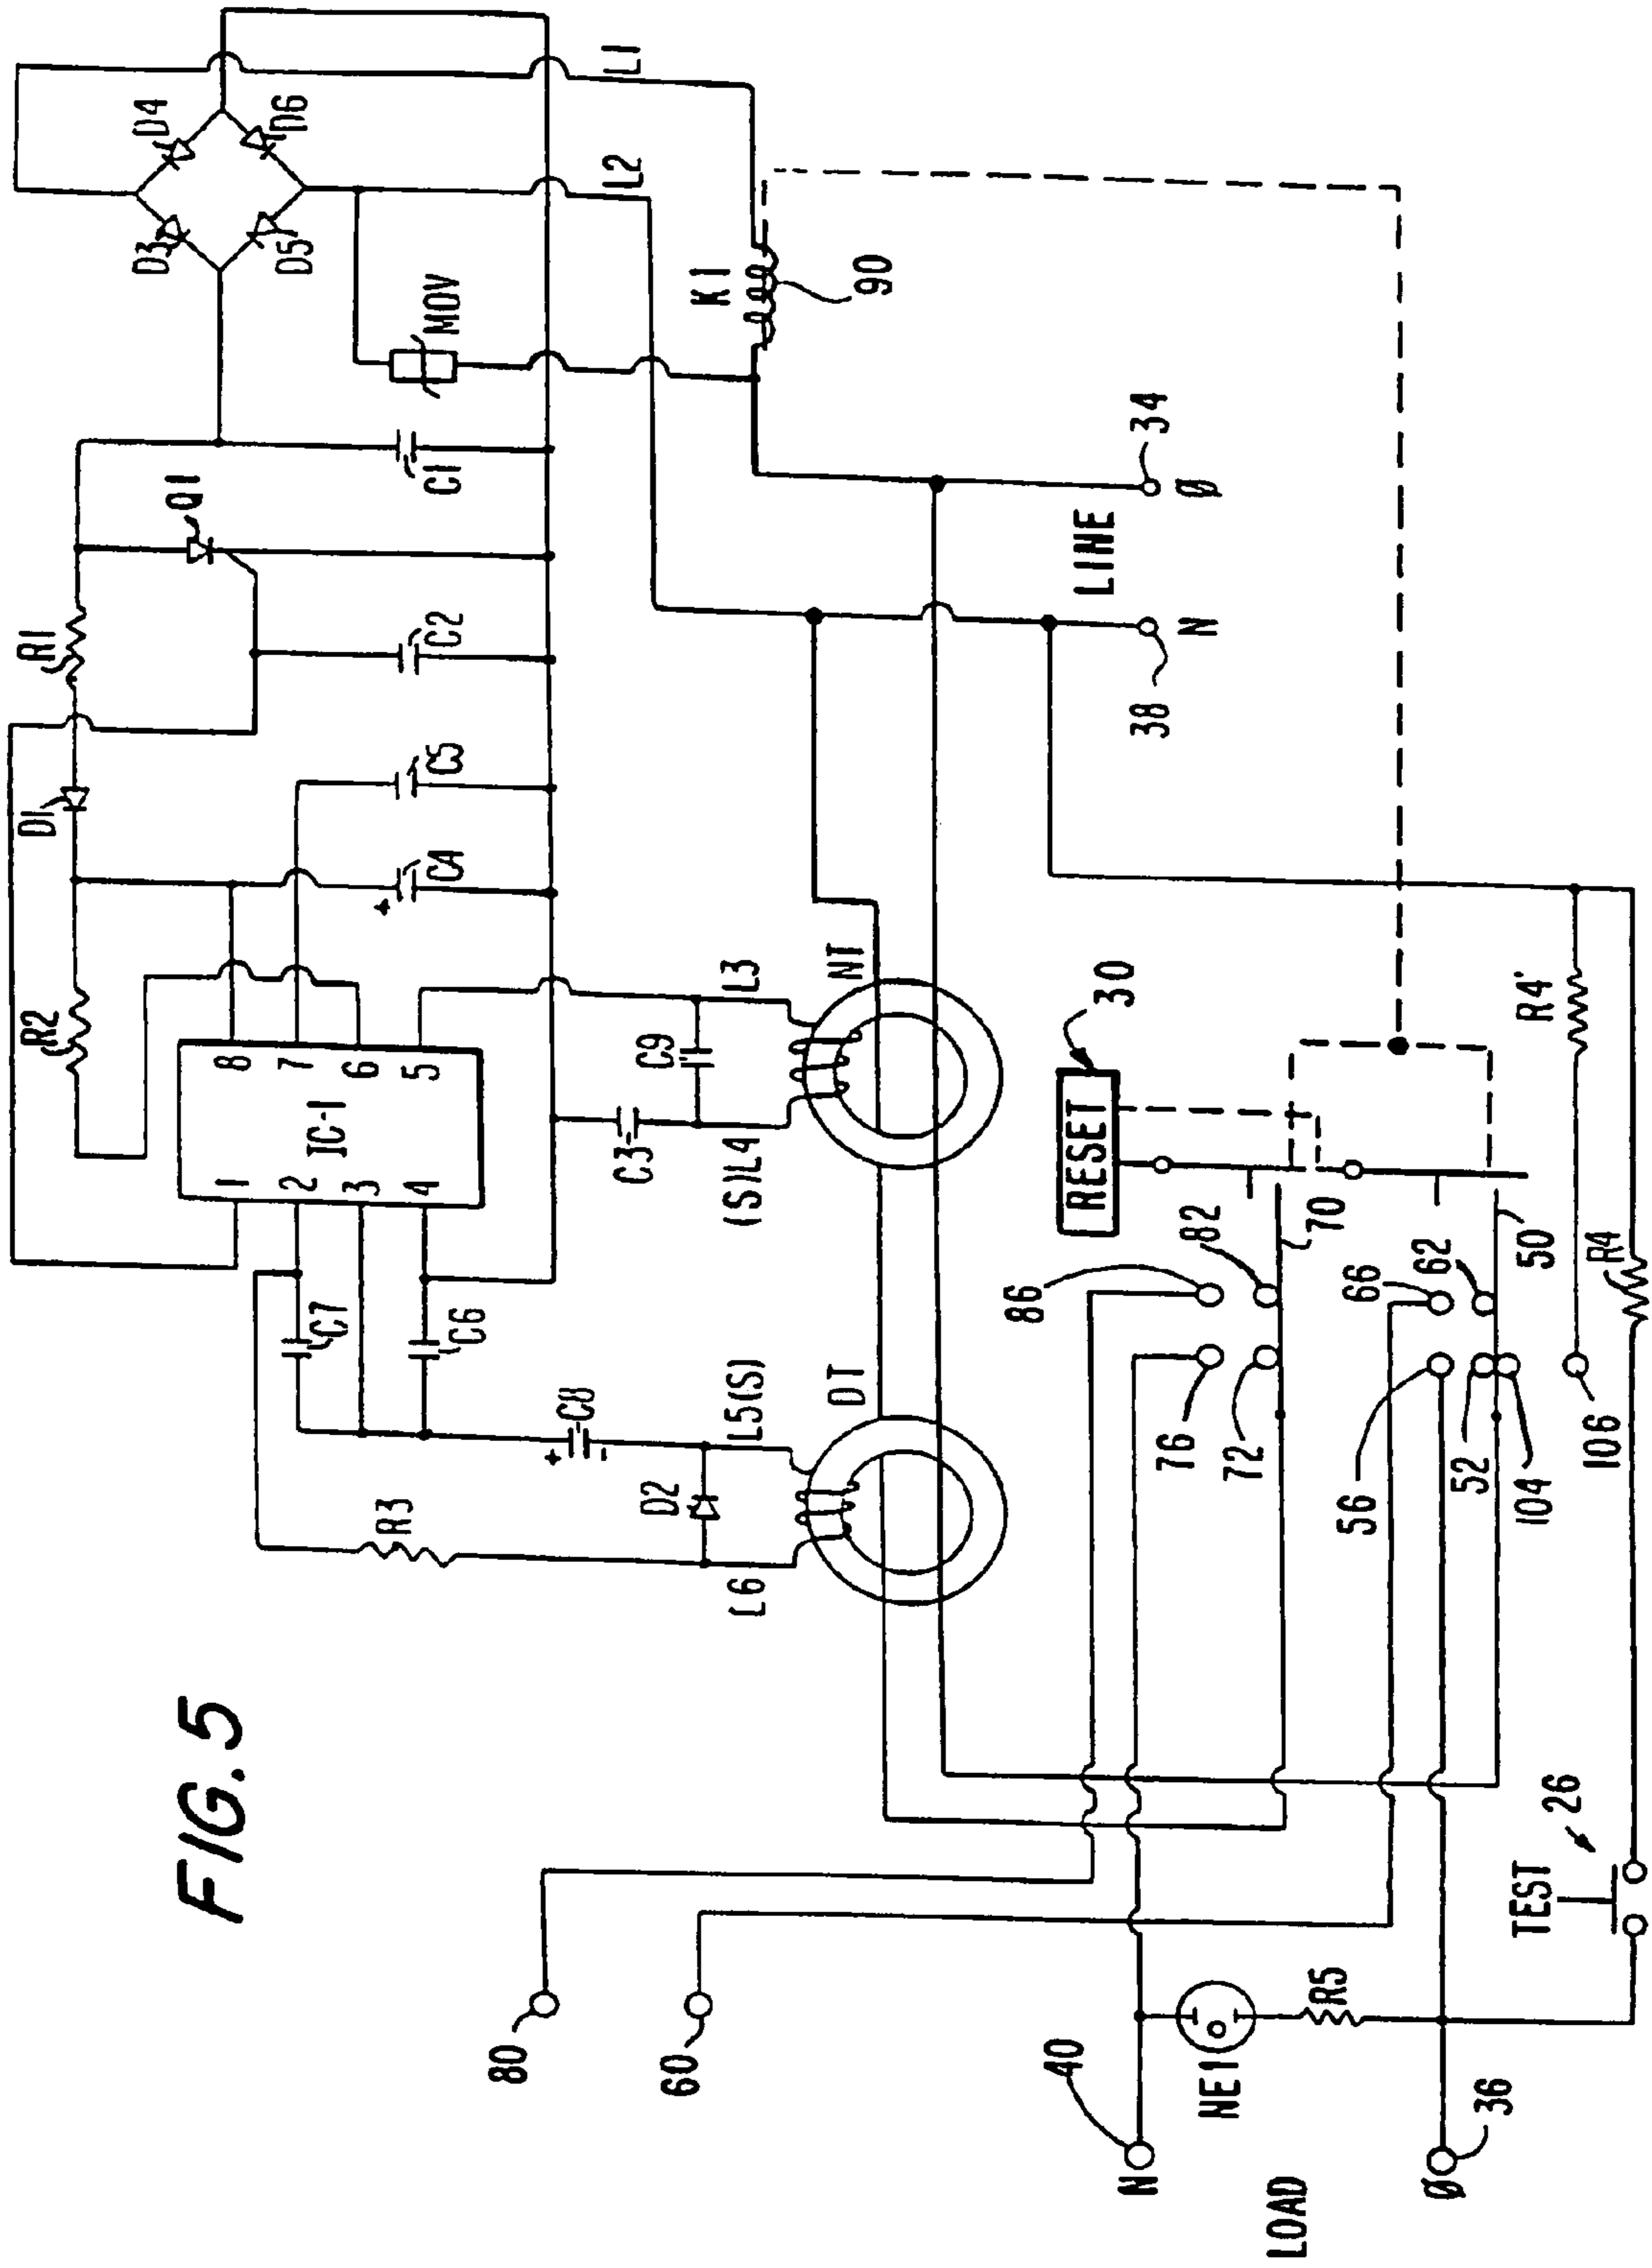 FIG. 5
D4
D6
D3
D5
L1
L2
MOV
K1
90
C1
Q1
R1
C2
D1
C5
C4
+
R2
IC-1
8
7
6
5
1
2
3
4
C7
C6
C8
+
-
R3
D2
L5(S)
L6
DT
C9
C3
L3
(S)L4
NT
34
Ø
LINE
N
38
RESET
30
86
82
76
72
70
66
62
56
52
50
104
106
R4'
R4
TEST
26
80
60
40
N
NE1
R5
LOAD
Ø
36